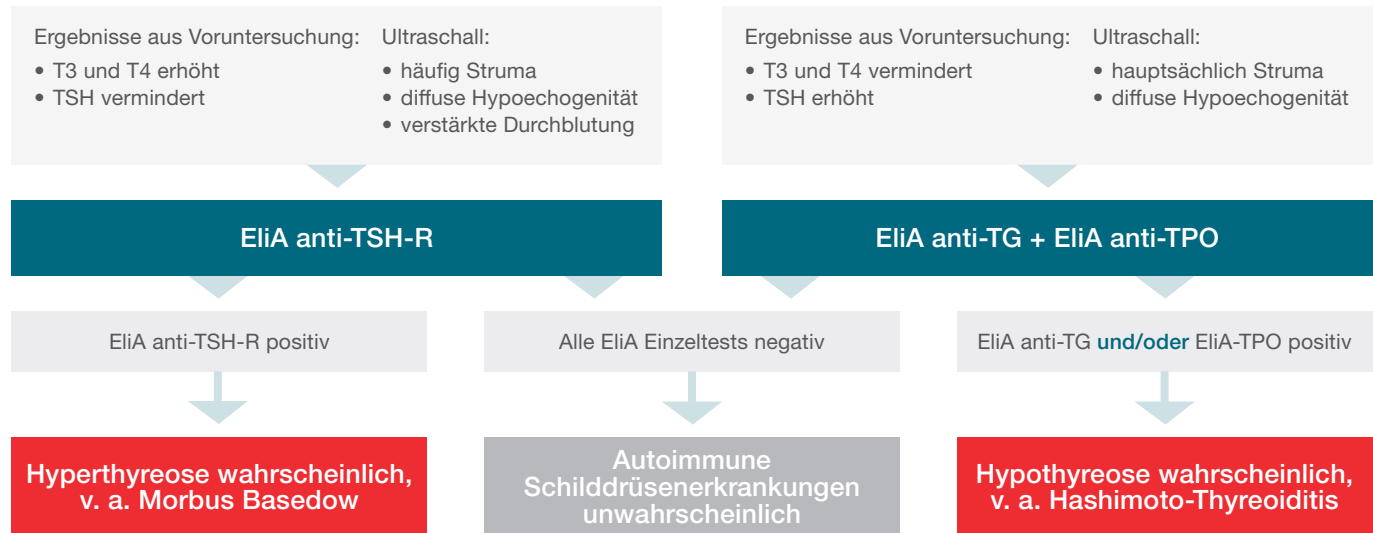 Ergebnisse aus Voruntersuchung:
• T3 und T4 erhöht
• TSH vermindert
Ultraschall:
• häufig Struma
• diffuse Hypoechogenität
• verstärkte Durchblutung
Ergebnisse aus Voruntersuchung:
• T3 und T4 vermindert
• TSH erhöht
Ultraschall:
• hauptsächlich Struma
• diffuse Hypoechogenität
EliA anti-TSH-R
EliA anti-TG + EliA anti-TPO
EliA anti-TSH-R positiv
Alle EliA Einzeltests negativ
EliA anti-TG und/oder EliA-TPO positiv
Hyperthyreose wahrscheinlich,
v. a. Morbus Basedow
Autoimmune
Schilddrüsenerkrankungen
unwahrscheinlich
Hypothyreose wahrscheinlich,
v. a. Hashimoto-Thyreoiditis